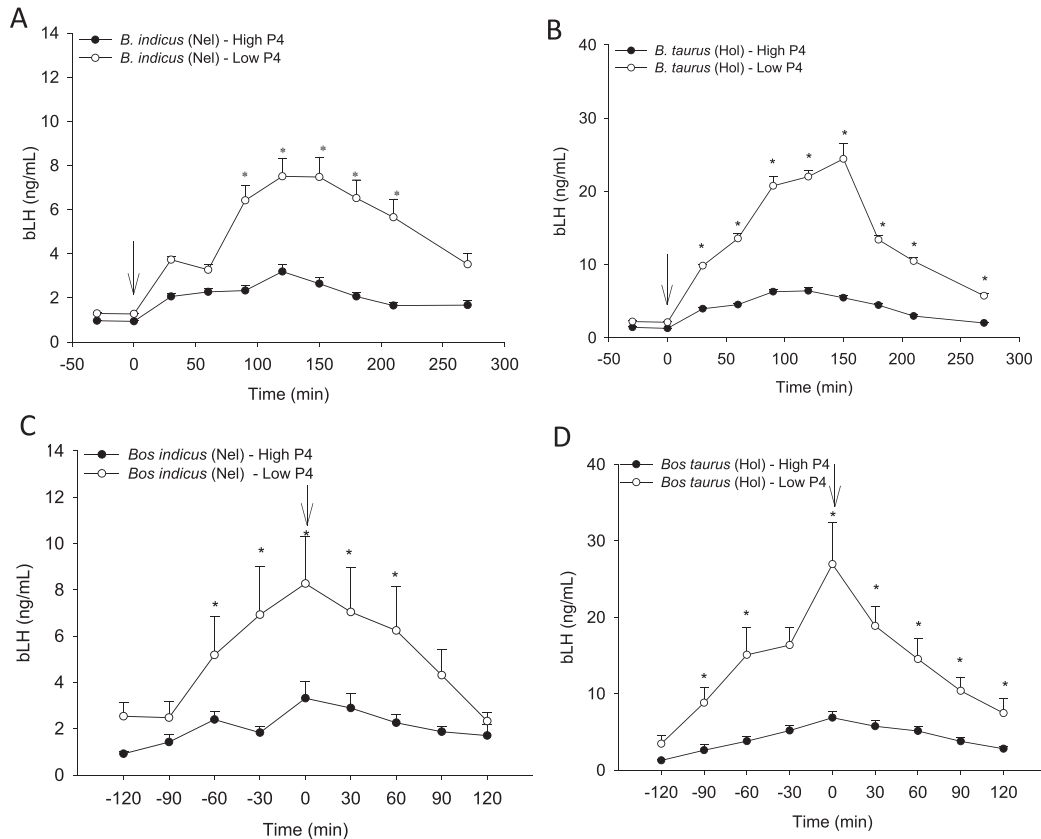 A
B. indicus (Nel) - High P4
B. indicus (Nel) - Low P4
14
12
10
8
6
4
2
0
bLH (ng/mL)
* * * * *
-50 0 50 100 150 200 250 300
Time (min)
B
B. taurus (Hol) - High P4
B. taurus (Hol) - Low P4
40
30
20
10
0
bLH (ng/mL)
* * * * * * * *
-50 0 50 100 150 200 250 300
Time (min)
C
Bos indicus (Nel) - High P4
Bos indicus (Nel) - Low P4
14
12
10
8
6
4
2
0
bLH (ng/mL)
* * * * *
-120 -90 -60 -30 0 30 60 90 120
Time (min)
D
Bos taurus (Hol) - High P4
Bos taurus (Hol) - Low P4
40
30
20
10
0
bLH (ng/mL)
* * * * * * *
-120 -90 -60 -30 0 30 60 90 120
Time (min)